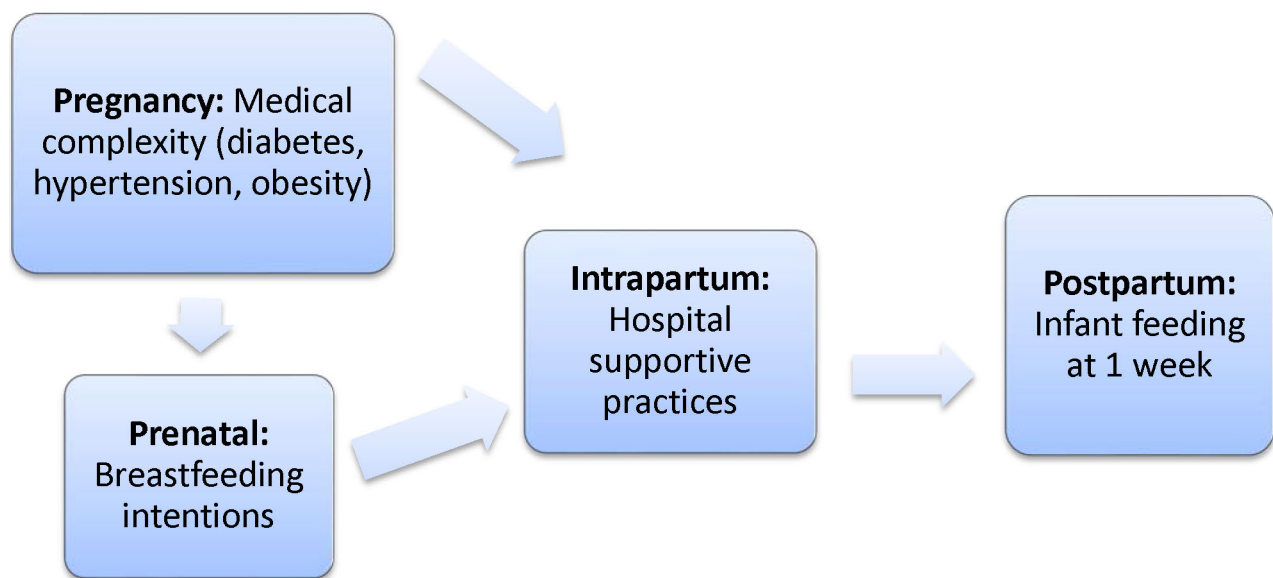 Pregnancy: Medical
complexity (diabetes,
hypertension, obesity)
Prenatal:
Breastfeeding
intentions
Intrapartum:
Hospital
supportive
practices
Postpartum:
Infant feeding
at 1 week